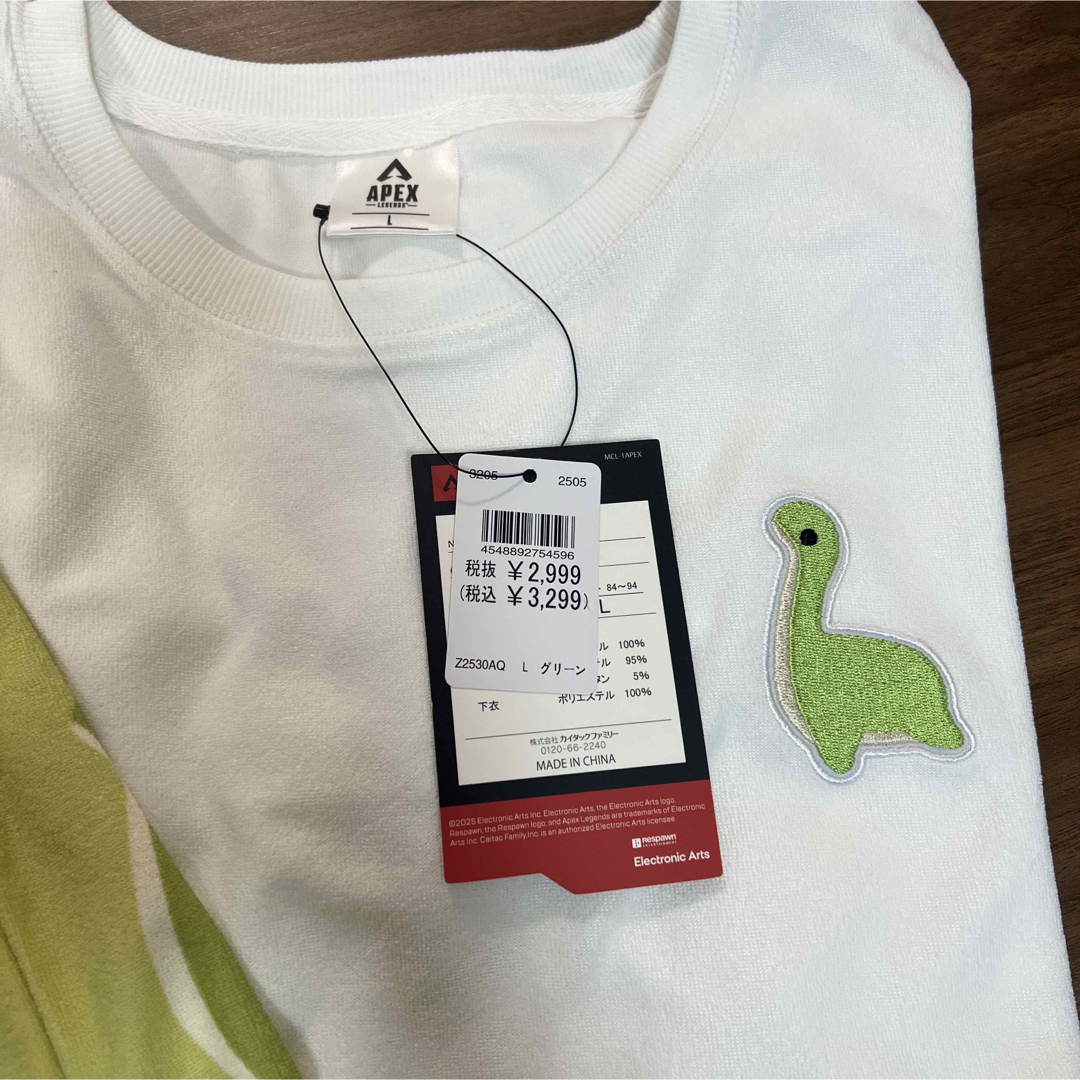 APEX
LEGENDS
L
MCL-1APEX
3205 2505
4548892754596
税抜 ¥2,999
(税込 ¥3,299)
84～94
L
Z2530AQ L グリーン
ル 100%
テル 95%
タン 5%
下衣 ポリエステル 100%
株式会社 カイタックファミリー
0120-66-2240
MADE IN CHINA
©2025 Electronic Arts Inc. Electronic Arts, the Electronic Arts logo,
Respawn, the Respawn logo, and Apex Legends are trademarks of Electronic
Arts Inc. Caitac Family,Inc. is an authorized Electronic Arts licensee.
Respawn
ENTERTAINMENT
Electronic Arts